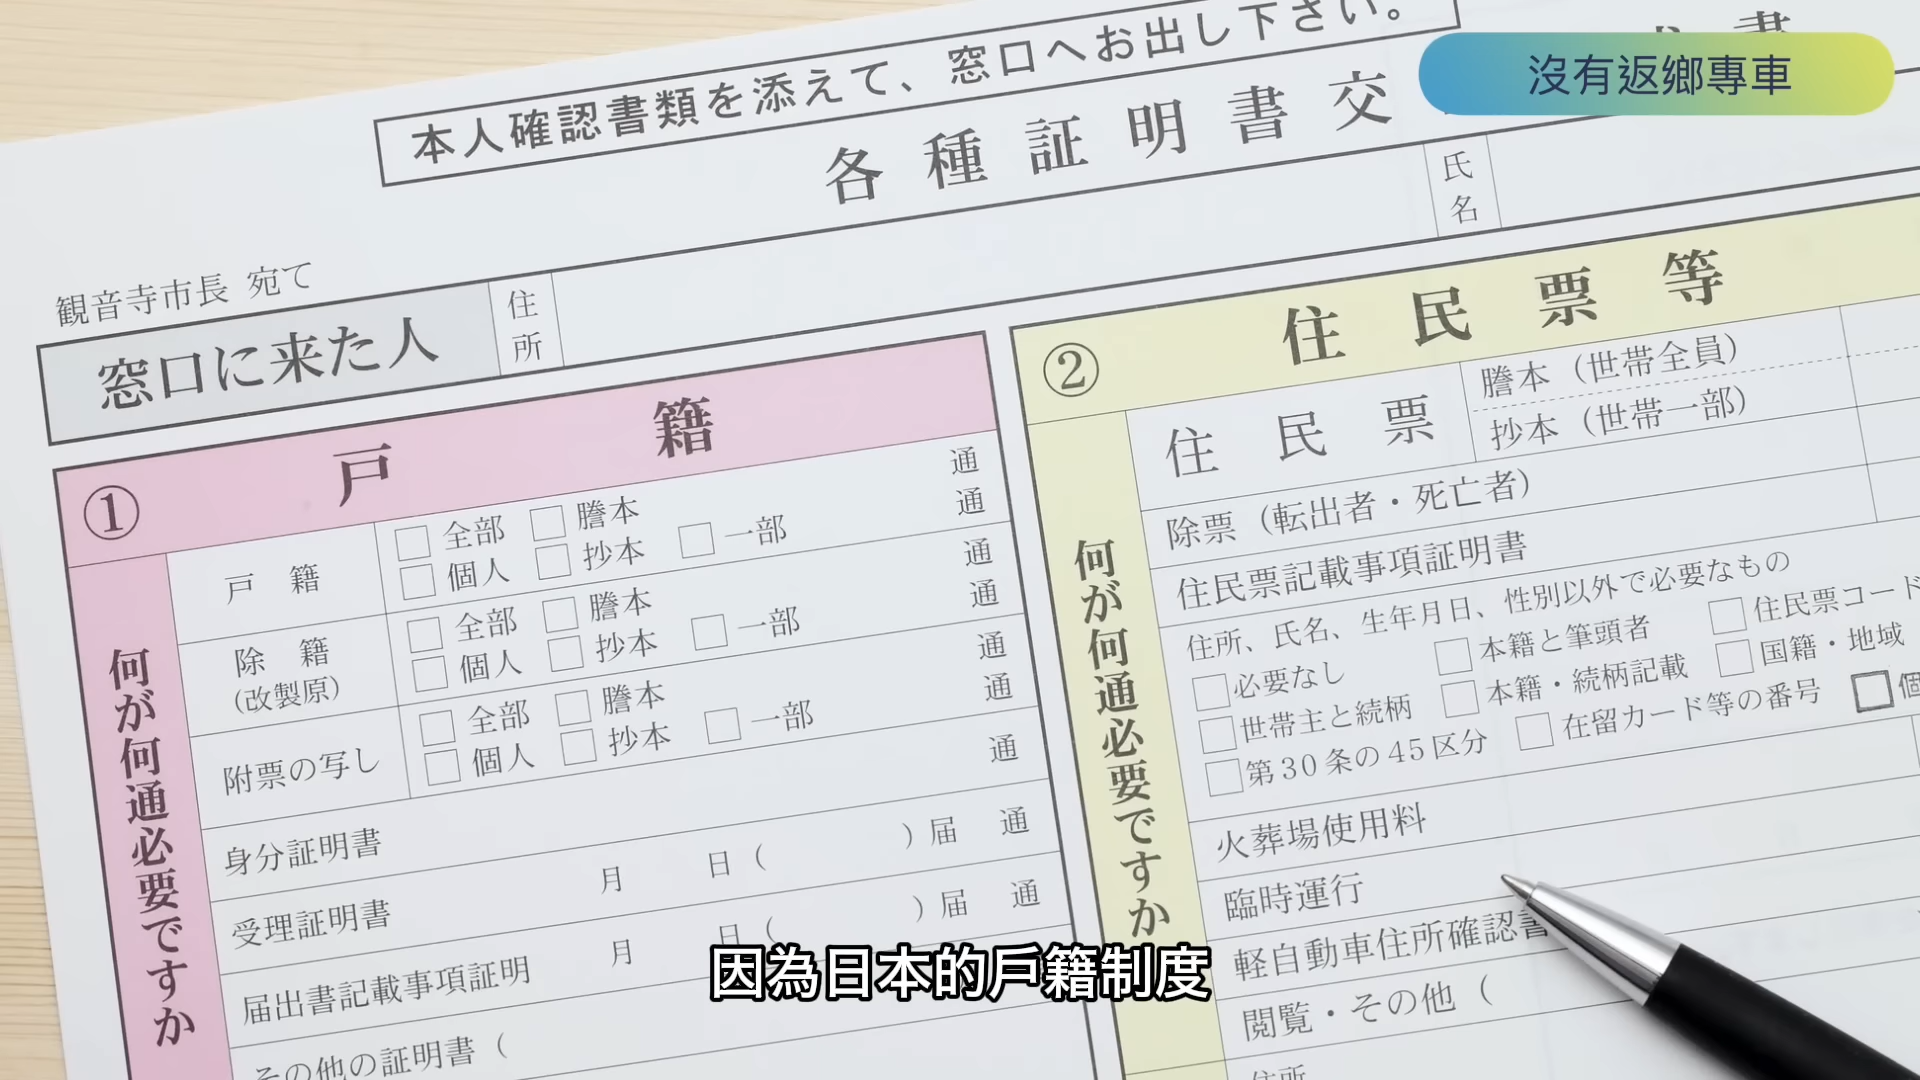 本人確認書類を添えて、窓口へお出し下さい。
沒有返鄉專車
各種証明書交
観音寺市長 宛て
窓口に来た人
住所
氏名
① 戸籍
何が何通必要ですか
戸籍
全部 謄本 通
個人 抄本 一部 通
除籍
(改製原)
全部 謄本 通
個人 抄本 一部 通
附票の写し
全部 謄本 通
個人 抄本 一部 通
身分証明書 通
受理証明書 月 日 ( ) 届 通
届出書記載事項証明 月 日 ( ) 届 通
その他の証明書 (
② 住民票等
何が何通必要ですか
住民票
謄本 (世帯全員)
抄本 (世帯一部)
除票 (転出者・死亡者)
住民票記載事項証明書
住所、氏名、生年月日、性別以外で必要なもの
必要なし 本籍と筆頭者 住民票コード
世帯主と続柄 本籍・続柄記載 国籍・地域
第30条の45区分 在留カード等の番号 個
火葬場使用料
臨時運行
軽自動車住所確認書
閲覧・その他 (
住所
因為日本的戶籍制度